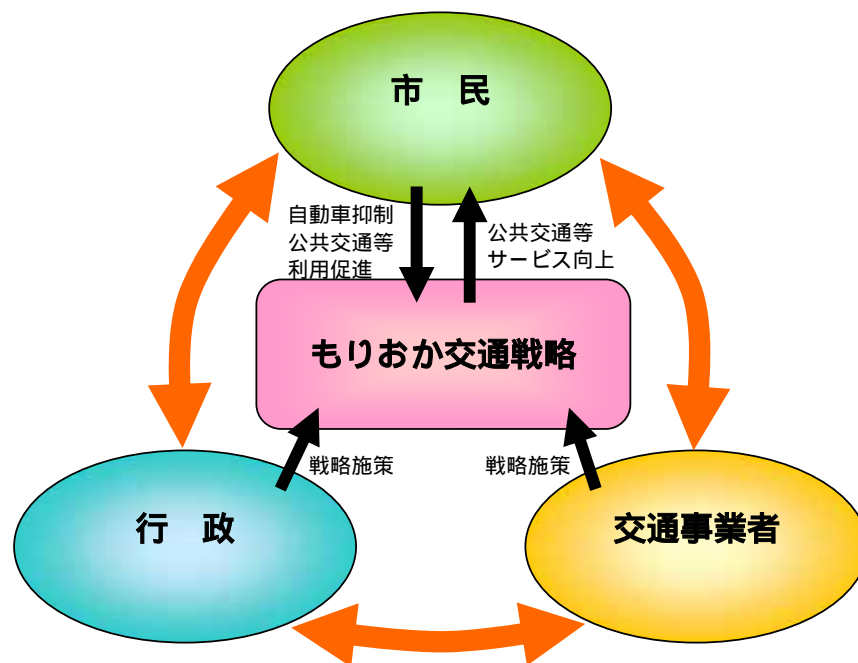 市　民
自動車抑制
公共交通等
利用促進
公共交通等
サービス向上
もりおか交通戦略
戦略施策
戦略施策
行　政
交通事業者